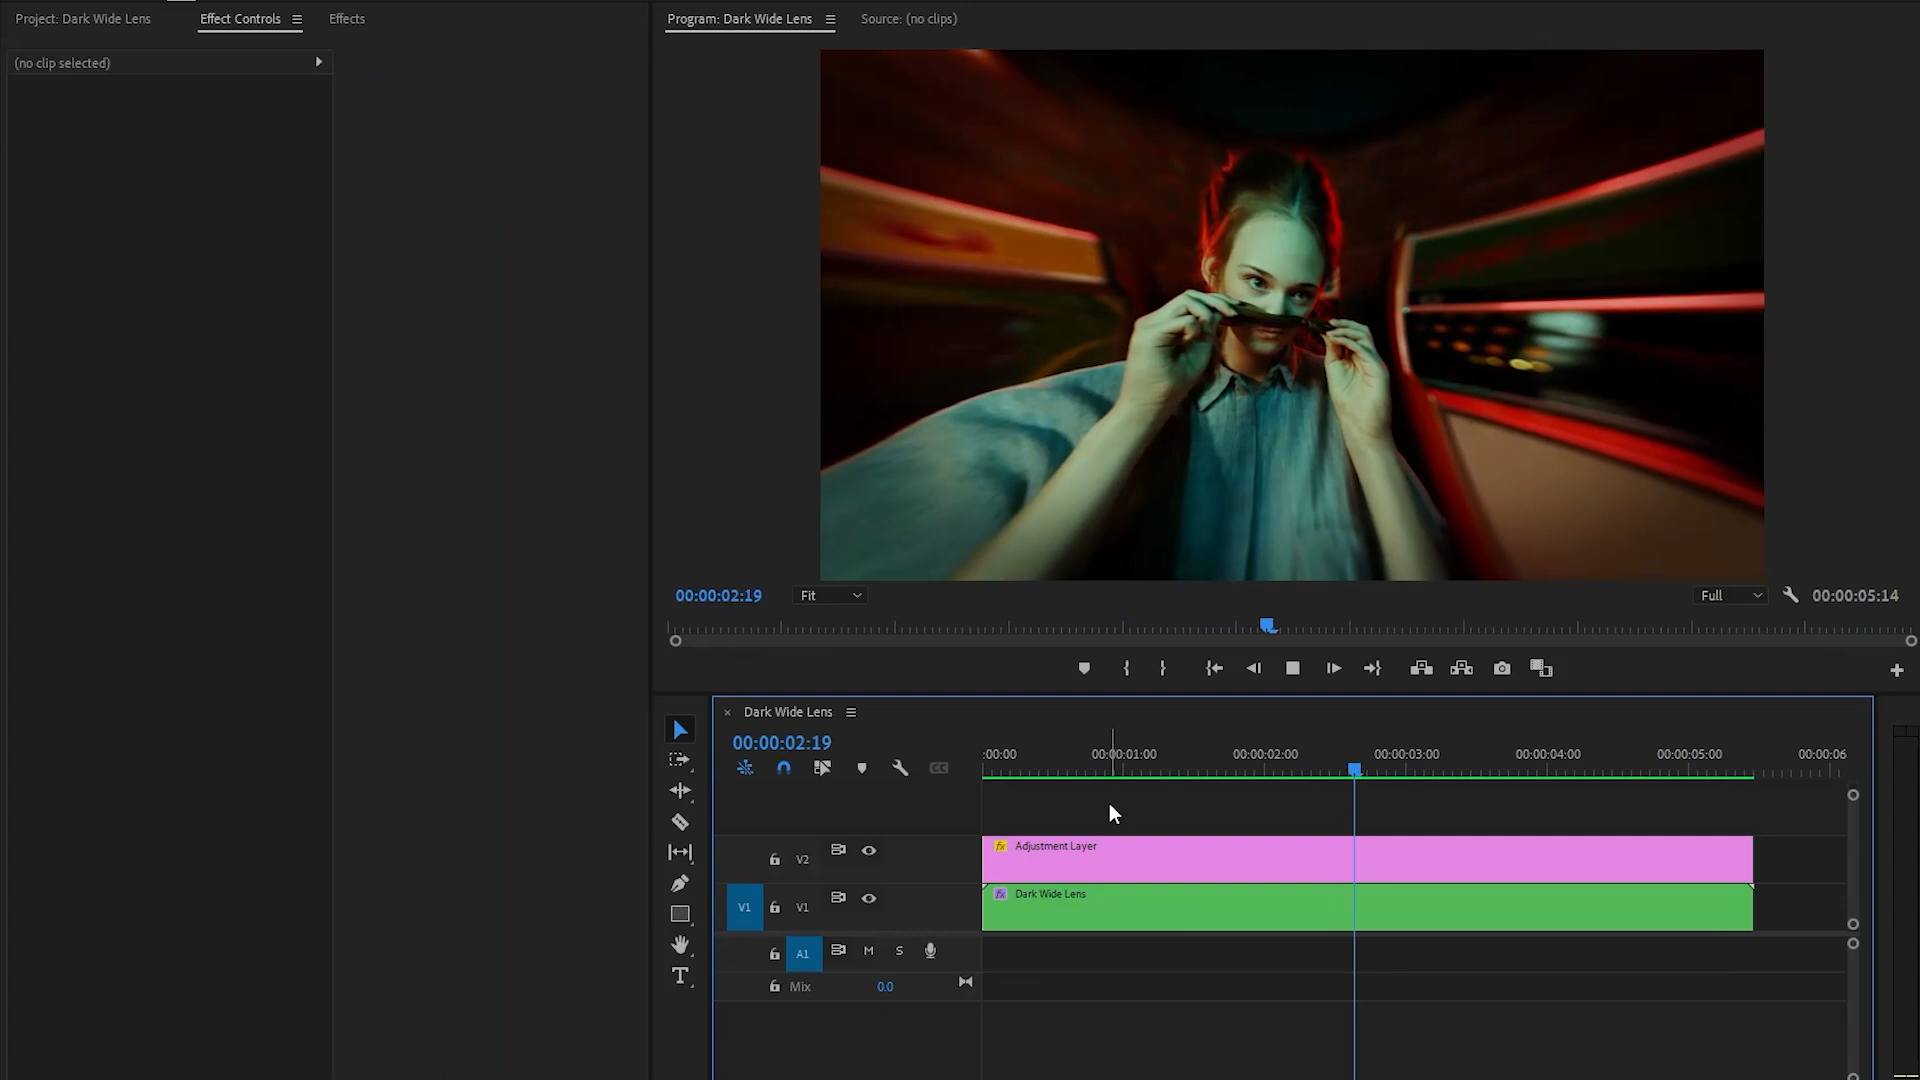 Project: Dark Wide Lens
Effect Controls
Effects
(no clip selected)
Program: Dark Wide Lens
Source: (no clips)
00:00:02:19
Fit
Full
00:00:05:14
Dark Wide Lens
00:00:02:19
:00:00
00:00:01:00
00:00:02:00
00:00:03:00
00:00:04:00
00:00:05:00
00:00:06
CC
V2
fx Adjustment Layer
V1
V1
fx Dark Wide Lens
A1
M
S
Mix
0.0
T